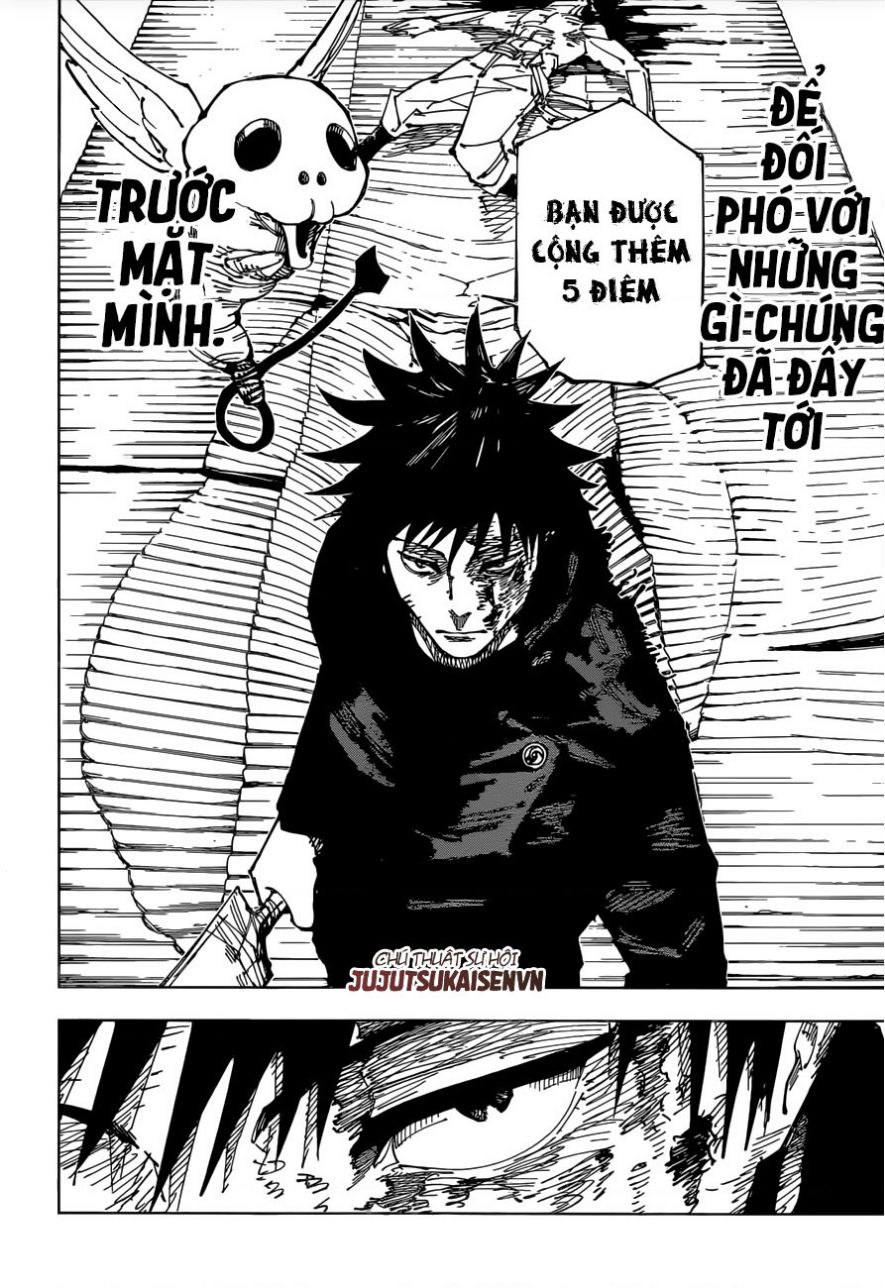 ĐỂ
ĐỐI
PHÓ VỚI
NHỮNG
GÌ CHÚNG
ĐÃ ĐẨY
TỚI
BẠN ĐƯỢC
CỘNG THÊM
5 ĐIỂM
TRƯỚC
MẶT
MÌNH.
CHÚ THUẬT SƯ HỒI
JUJUTSUKAISENVN